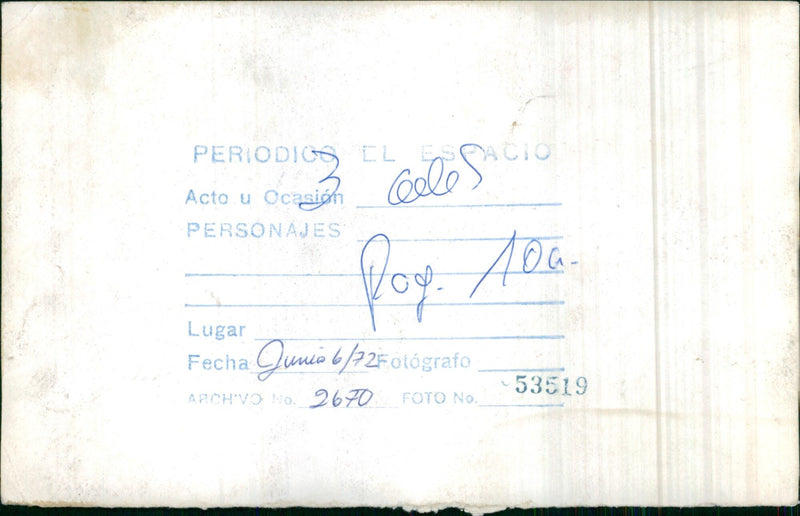 PERIODICO EL ESPACIO
Acto u Ocasión 3 cols
PERSONAJES
Pag. 10a.
Lugar
Fecha Junio 6/72 Fotógrafo
ARCHIVO No. 2670 FOTO No. 53519